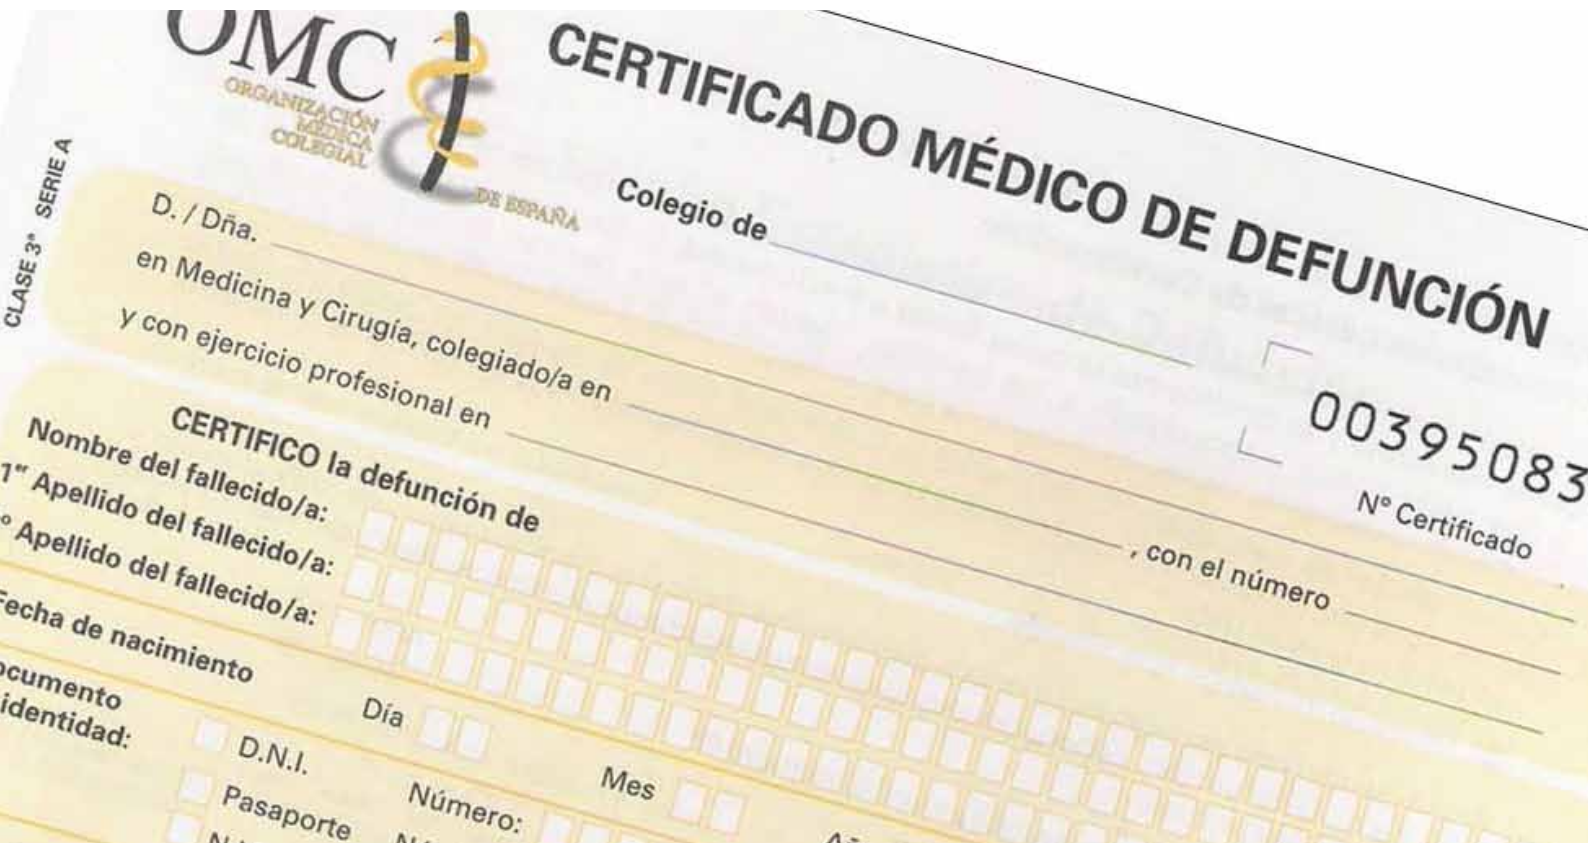 OMC
ORGANIZACIÓN
MÉDICA
COLEGIAL
DE ESPAÑA
CERTIFICADO MÉDICO DE DEFUNCIÓN
Colegio de
CLASE 3ª SERIE A
00395083
Nº Certificado
D. / Dña.
en Medicina y Cirugía, colegiado/a en , con el número
y con ejercicio profesional en
CERTIFICO la defunción de
Nombre del fallecido/a:
1er Apellido del fallecido/a:
º Apellido del fallecido/a:
Fecha de nacimiento Día Mes
ocumento
identidad:
D.N.I. Número:
Pasaporte